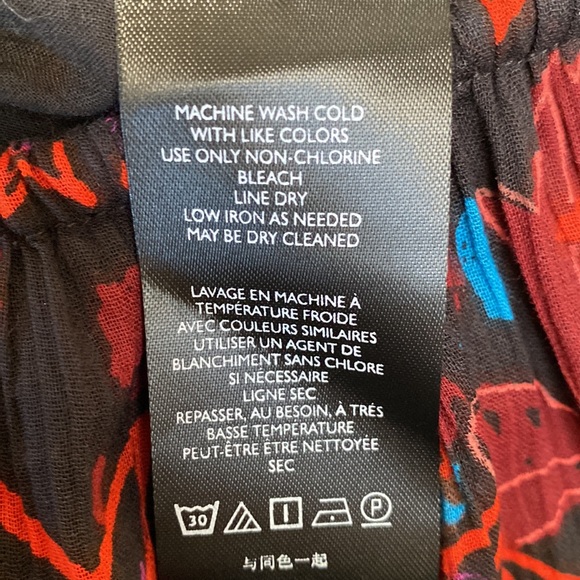 MACHINE WASH COLD
WITH LIKE COLORS
USE ONLY NON-CHLORINE
BLEACH
LINE DRY
LOW IRON AS NEEDED
MAY BE DRY CLEANED
LAVAGE EN MACHINE À
TEMPÉRATURE FROIDE
AVEC COULEURS SIMILAIRES
UTILISER UN AGENT DE
BLANCHIMENT SANS CHLORE
SI NÉCESSAIRE
LIGNE SEC
REPASSER, AU BESOIN, À TRÉS
BASSE TEMPÉRATURE
PEUT-ÊTRE ÊTRE NETTOYÉE
SEC
30 P
与同色一起